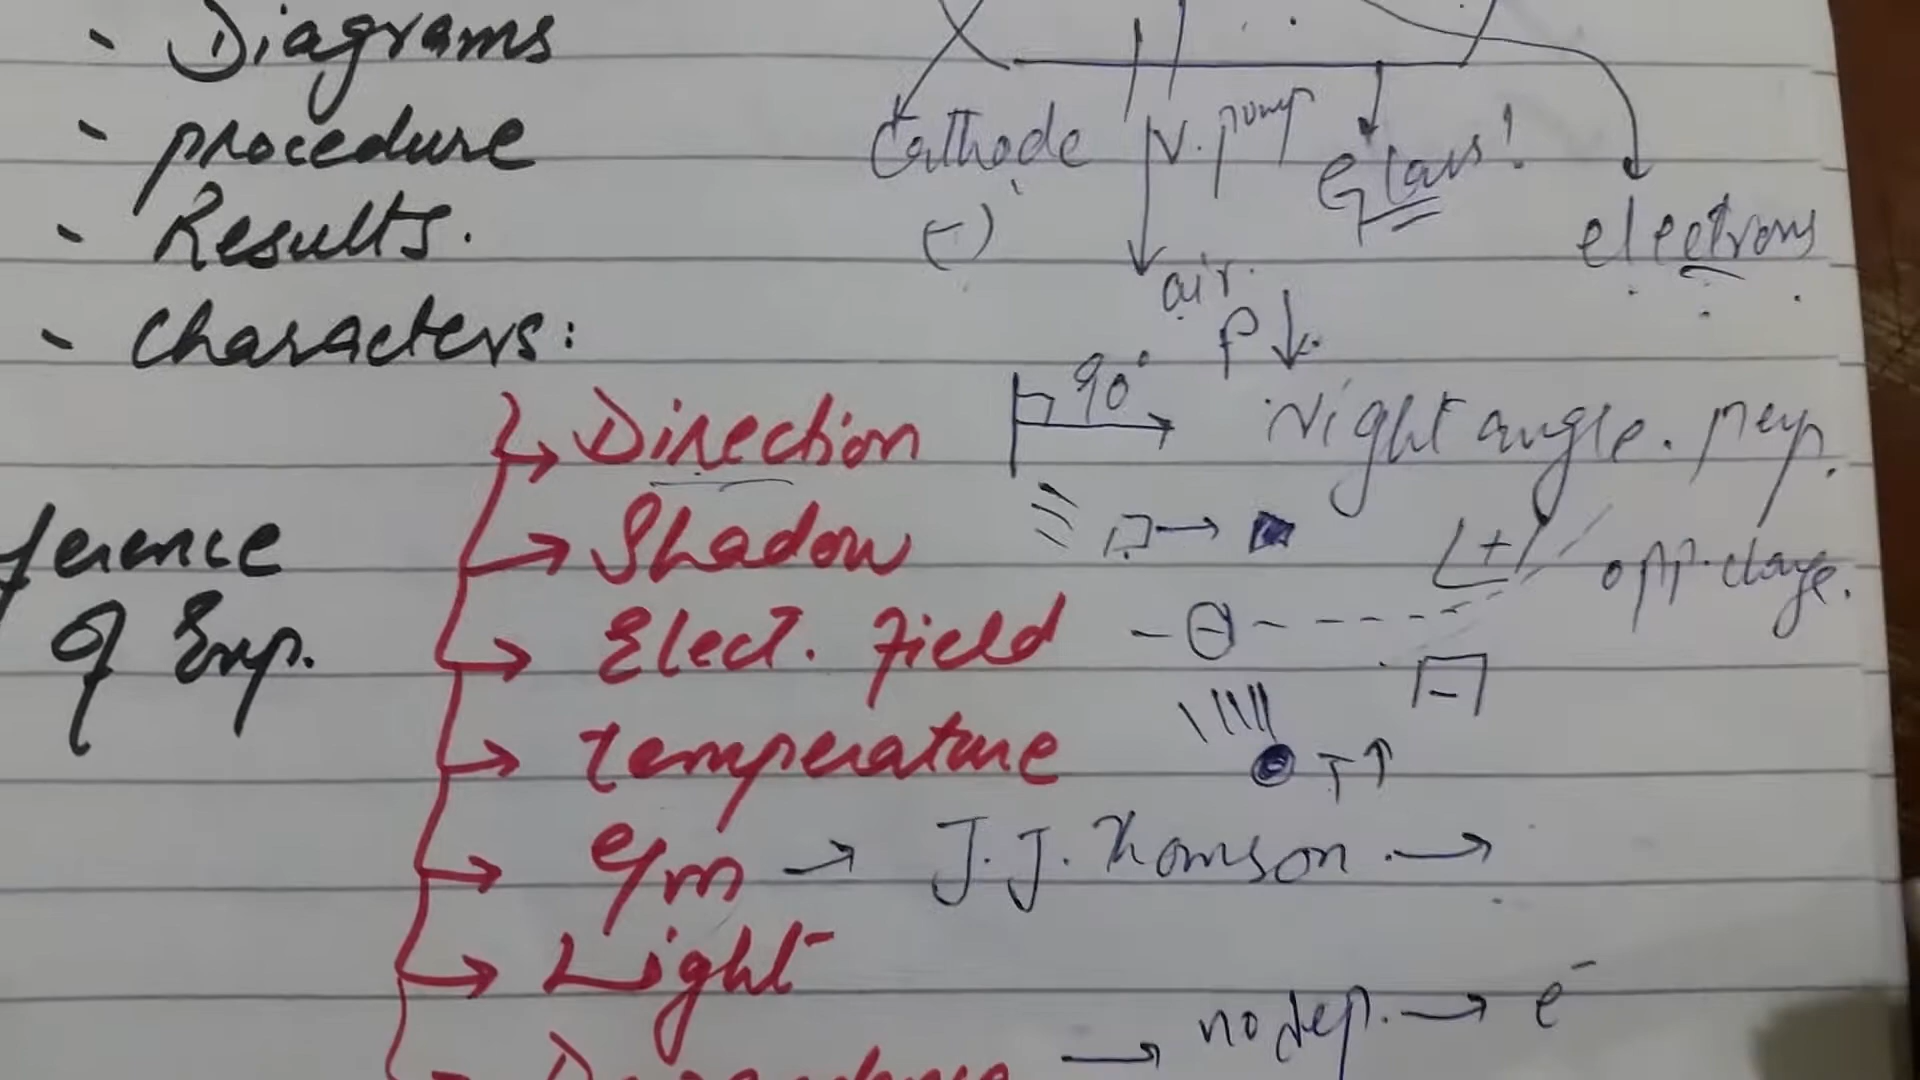 Diagrams
procedure
Results.
Characters:
Cathode
(-)
V. pump
air.
P↓
Glass!
electrons
Direction
90°
right angle. perp.
Shadow
Elect. field
-
+
opp. charge.
-
temperature
T↑
e/m → J.J. Thomson. →
Light
ference
of Exp.
→ no dep. → e⁻